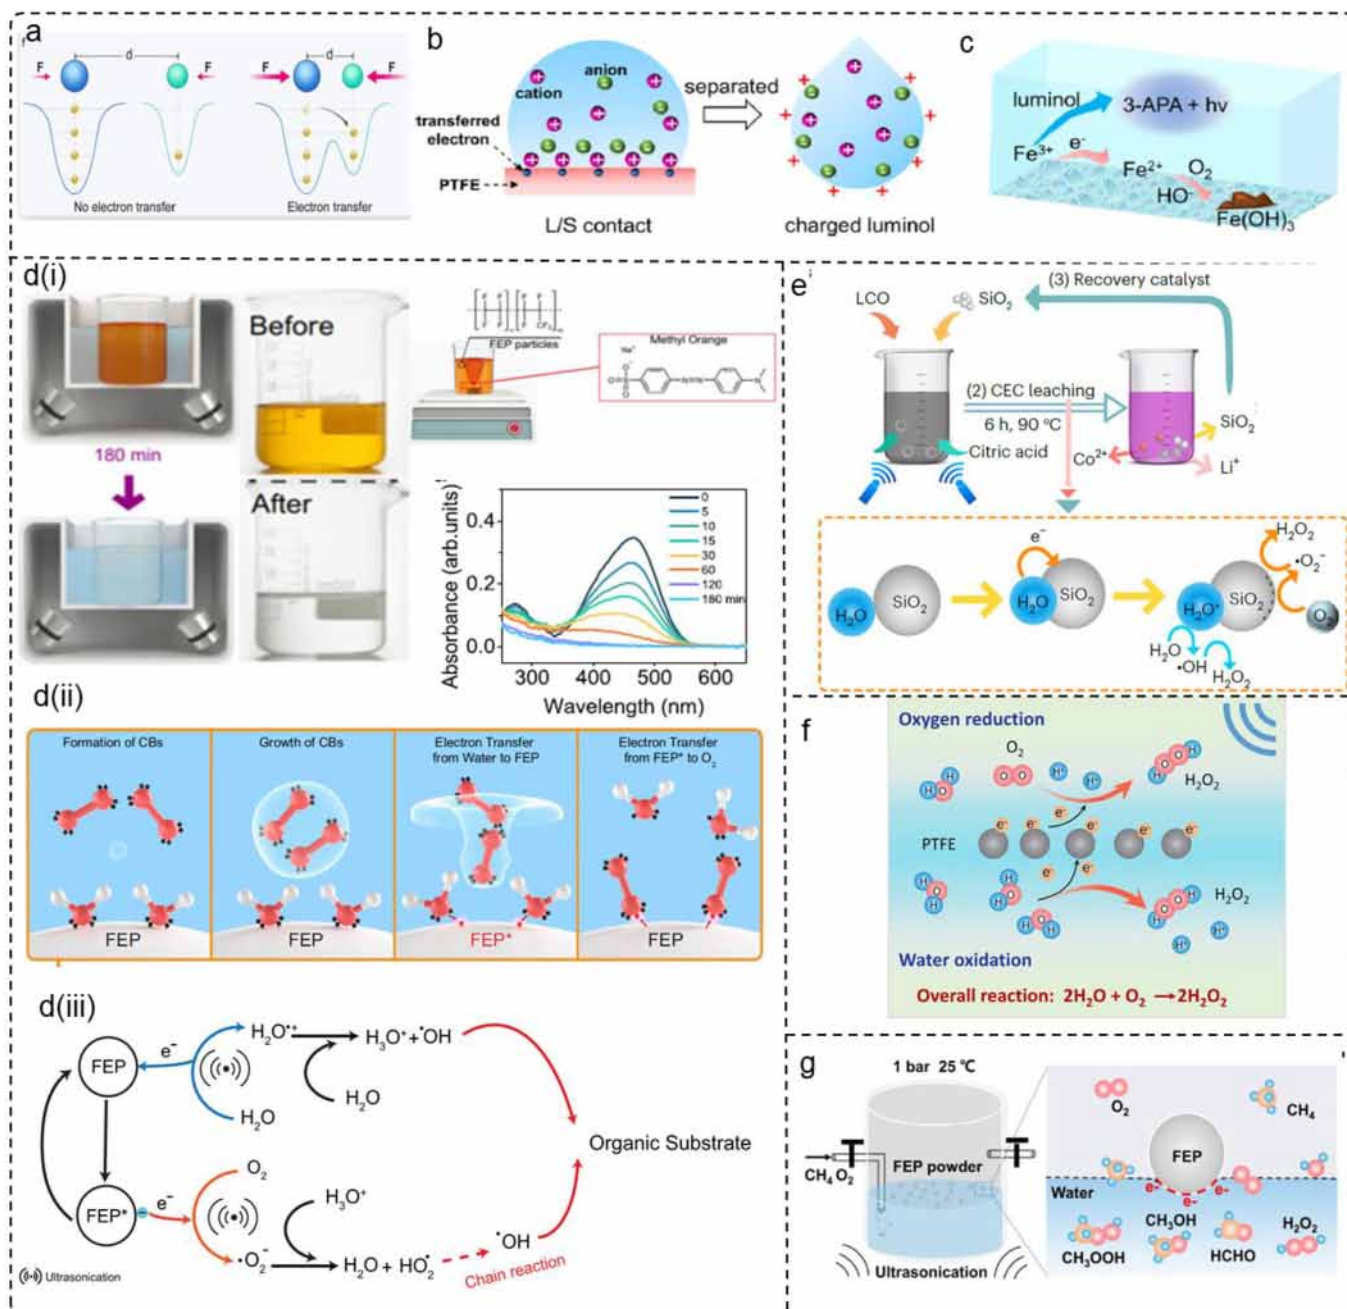 a
d
d
F
F
F
F
No electron transfer
Electron transfer
b
anion
cation
transferred
electron
PTFE
L/S contact
separated
charged luminol
c
luminol
3-APA + hν
Fe³⁺
e⁻
Fe²⁺
O₂
HO⁻
Fe(OH)₃
d(i)
180 min
Before
After
FEP particles
Methyl Orange
Absorbance (arb.units)
0.4
0.2
0.0
300
400
500
600
Wavelength (nm)
0
5
10
15
30
60
120
180 min
d(ii)
Formation of CBs
Growth of CBs
Electron Transfer
from Water to FEP
Electron Transfer
from FEP* to O₂
FEP
FEP
FEP*
FEP
d(iii)
FEP
e⁻
H₂O•⁺
H₃O⁺ + •OH
H₂O
H₂O
Organic Substrate
O₂
FEP*
e⁻
H₃O⁺
•O₂⁻
H₂O + HO₂•
•OH
Chain reaction
Ultrasonication
e
LCO
SiO₂
(3) Recovery catalyst
(2) CEC leaching
6 h, 90 °C
Citric acid
Co²⁺
SiO₂
Li⁺
H₂O
SiO₂
e⁻
H₂O
SiO₂
H₂O⁺
SiO₂
H₂O₂
•O₂⁻
O₂
H₂O
•OH
H₂O₂
f
Oxygen reduction
O₂
H⁺
H⁺
H₂O₂
PTFE
e⁻
e⁻
e⁻
e⁻
e⁻
e⁻
e⁻
H₂O₂
H⁺
H⁺
Water oxidation
Overall reaction: 2H₂O + O₂ →2H₂O₂
g
1 bar 25 ℃
CH₄ O₂
FEP powder
Ultrasonication
O₂
CH₄
FEP
Water
e-
e-
e-
CH₃OOH
CH₃OH
HCHO
H₂O₂